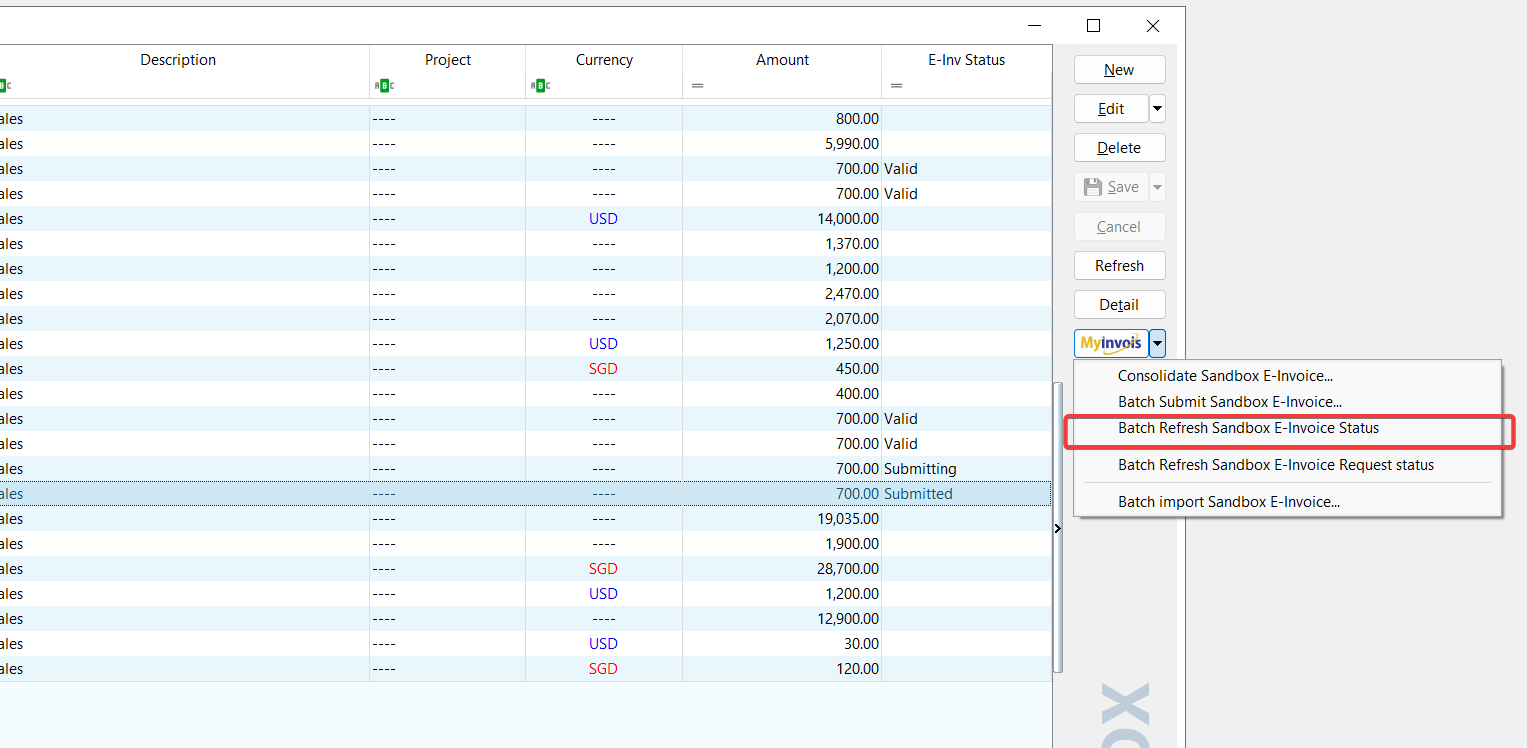 Description Project Currency Amount E-Inv Status
ABC ABC = =
ales ---- ---- 800.00
ales ---- ---- 5,990.00
ales ---- ---- 700.00 Valid
ales ---- ---- 700.00 Valid
ales ---- USD 14,000.00
ales ---- ---- 1,370.00
ales ---- ---- 1,200.00
ales ---- ---- 2,470.00
ales ---- ---- 2,070.00
ales ---- USD 1,250.00
ales ---- SGD 450.00
ales ---- ---- 400.00
ales ---- ---- 700.00 Valid
ales ---- ---- 700.00 Valid
ales ---- ---- 700.00 Submitting
ales ---- ---- 700.00 Submitted
ales ---- ---- 19,035.00
ales ---- ---- 1,900.00
ales ---- SGD 28,700.00
ales ---- USD 1,200.00
ales ---- ---- 12,900.00
ales ---- USD 30.00
ales ---- SGD 120.00
New
Edit
Delete
Save
Cancel
Refresh
Detail
Myinvois
Consolidate Sandbox E-Invoice...
Batch Submit Sandbox E-Invoice...
Batch Refresh Sandbox E-Invoice Status
Batch Refresh Sandbox E-Invoice Request status
Batch import Sandbox E-Invoice...
OX